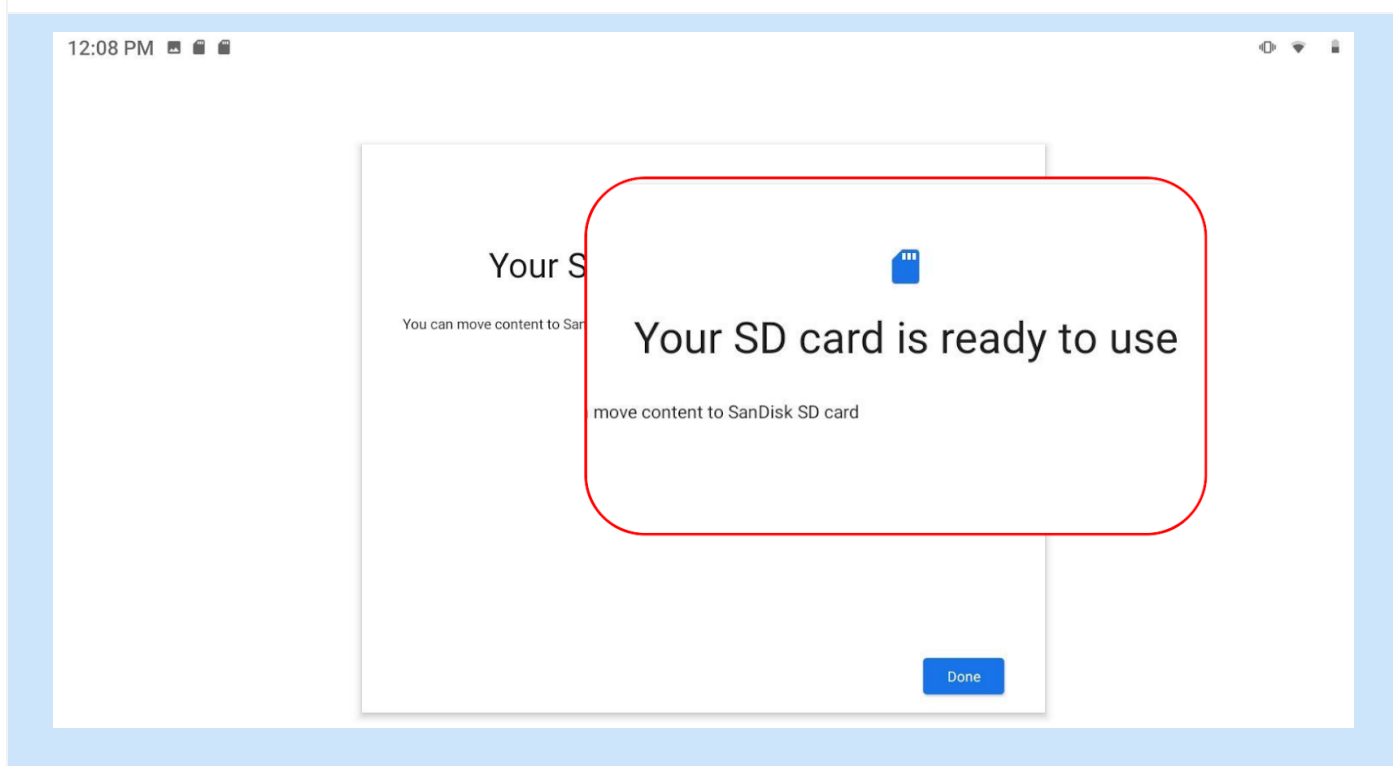 12:08 PM
Your S
You can move content to San
Your SD card is ready to use
move content to SanDisk SD card
Done